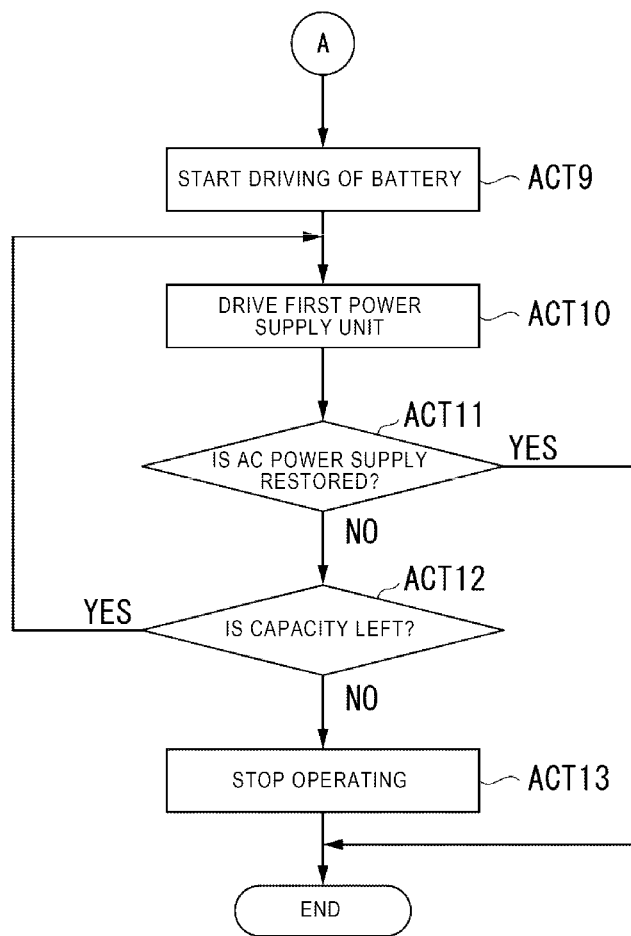 A
START DRIVING OF BATTERY
ACT9
DRIVE FIRST POWER
SUPPLY UNIT
ACT10
ACT11
IS AC POWER SUPPLY
RESTORED?
YES
NO
ACT12
YES
IS CAPACITY LEFT?
NO
STOP OPERATING
ACT13
END